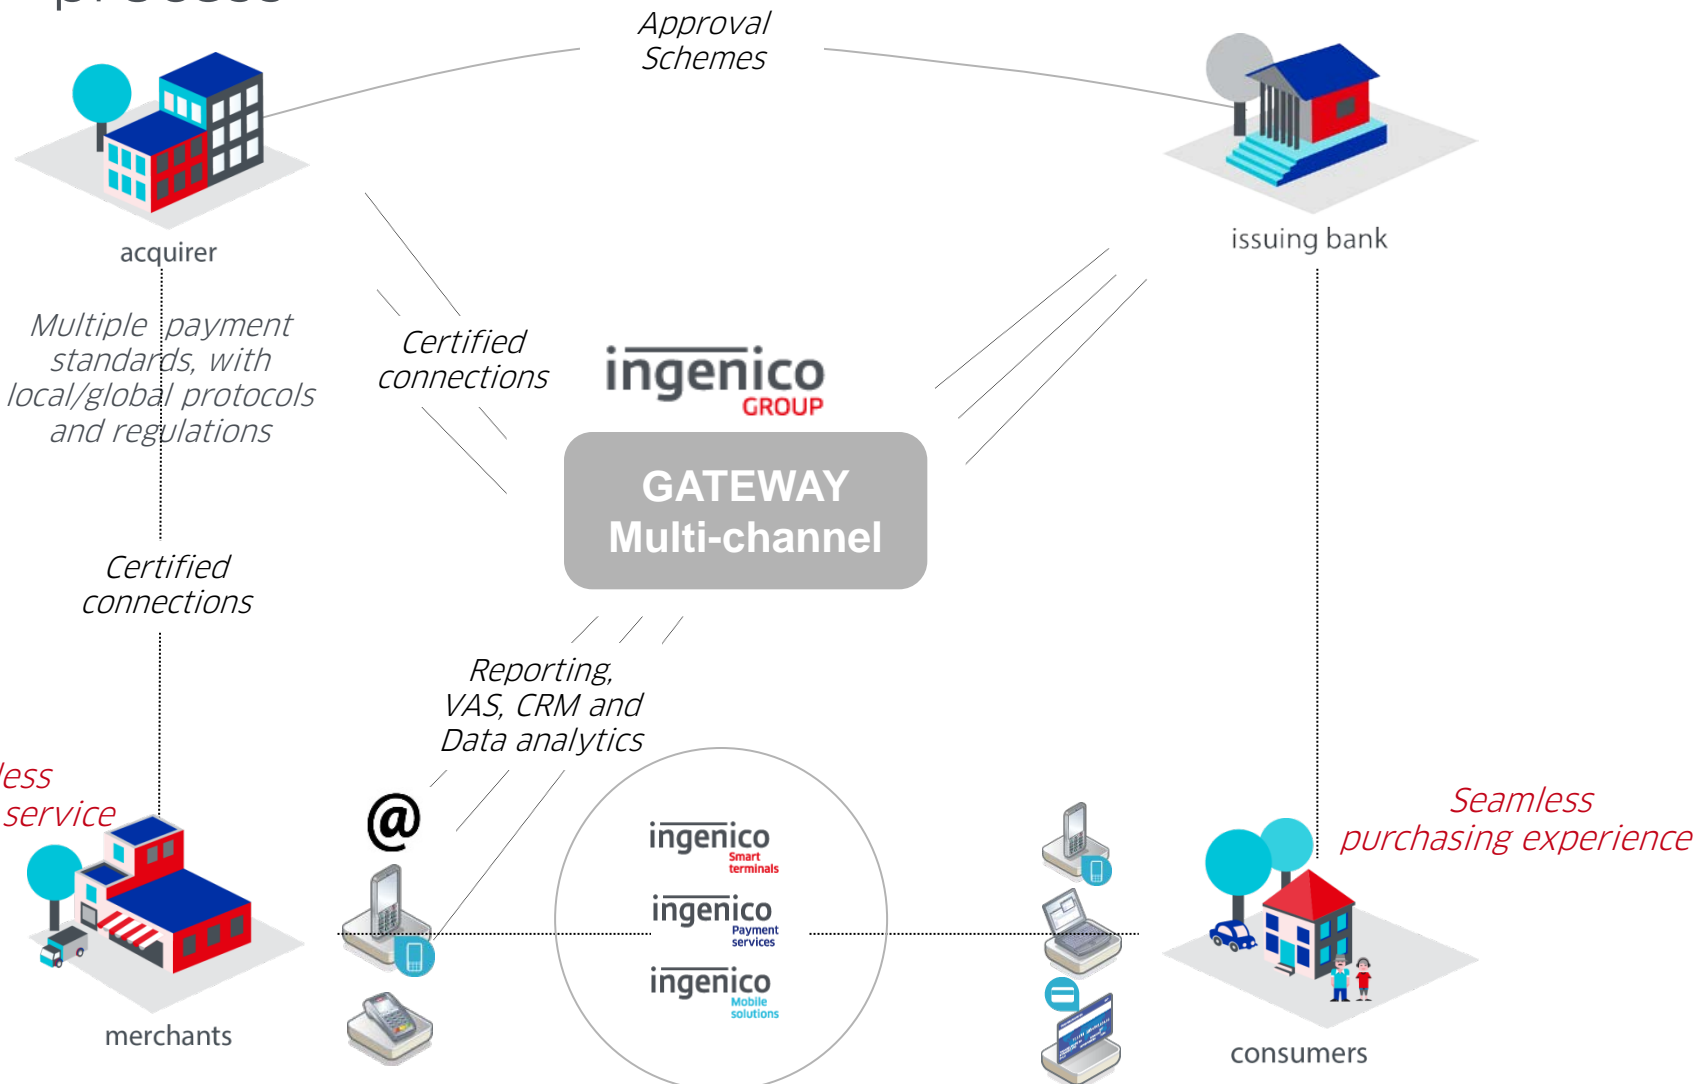 process
Approval
Schemes
acquirer
issuing bank
Multiple payment
standards, with
local/global protocols
and regulations
Certified
connections
ingenico
GROUP
GATEWAY
Multi-channel
Certified
connections
Reporting,
VAS, CRM and
Data analytics
less
service
@
ingenico
Smart
terminals
ingenico
Payment
services
ingenico
Mobile
solutions
Seamless
purchasing experience
merchants
consumers